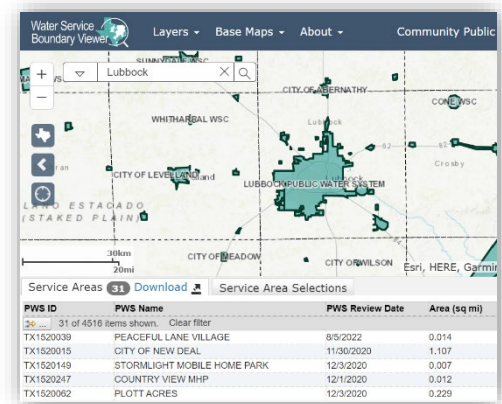 Water Service
Boundary Viewer
Layers Base Maps About Community Public
Lubbock
SUNNYDALE WSC
CITY OF ABERNATHY
CONE WSC
WHITHARRAL WSC
Lubbock
62
Crosby
CITY OF LEVELLAND
LUBBOCK PUBLIC WATER SYSTEM
LLANO ESTACADO
(STAKED PLAIN)
84
30km
20mi
CITY OF MEADOW
CITY OF WILSON
Esri, HERE, Garmin
Service Areas 31 Download Service Area Selections
PWS ID PWS Name PWS Review Date Area (sq mi)
31 of 4516 items shown. Clear filter
TX1520039 PEACEFUL LANE VILLAGE 8/5/2022 0.014
TX1520015 CITY OF NEW DEAL 11/30/2020 1.107
TX1520149 STORMLIGHT MOBILE HOME PARK 12/3/2020 0.007
TX1520247 COUNTRY VIEW MHP 12/1/2020 0.012
TX1520062 PLOTT ACRES 12/3/2020 0.229